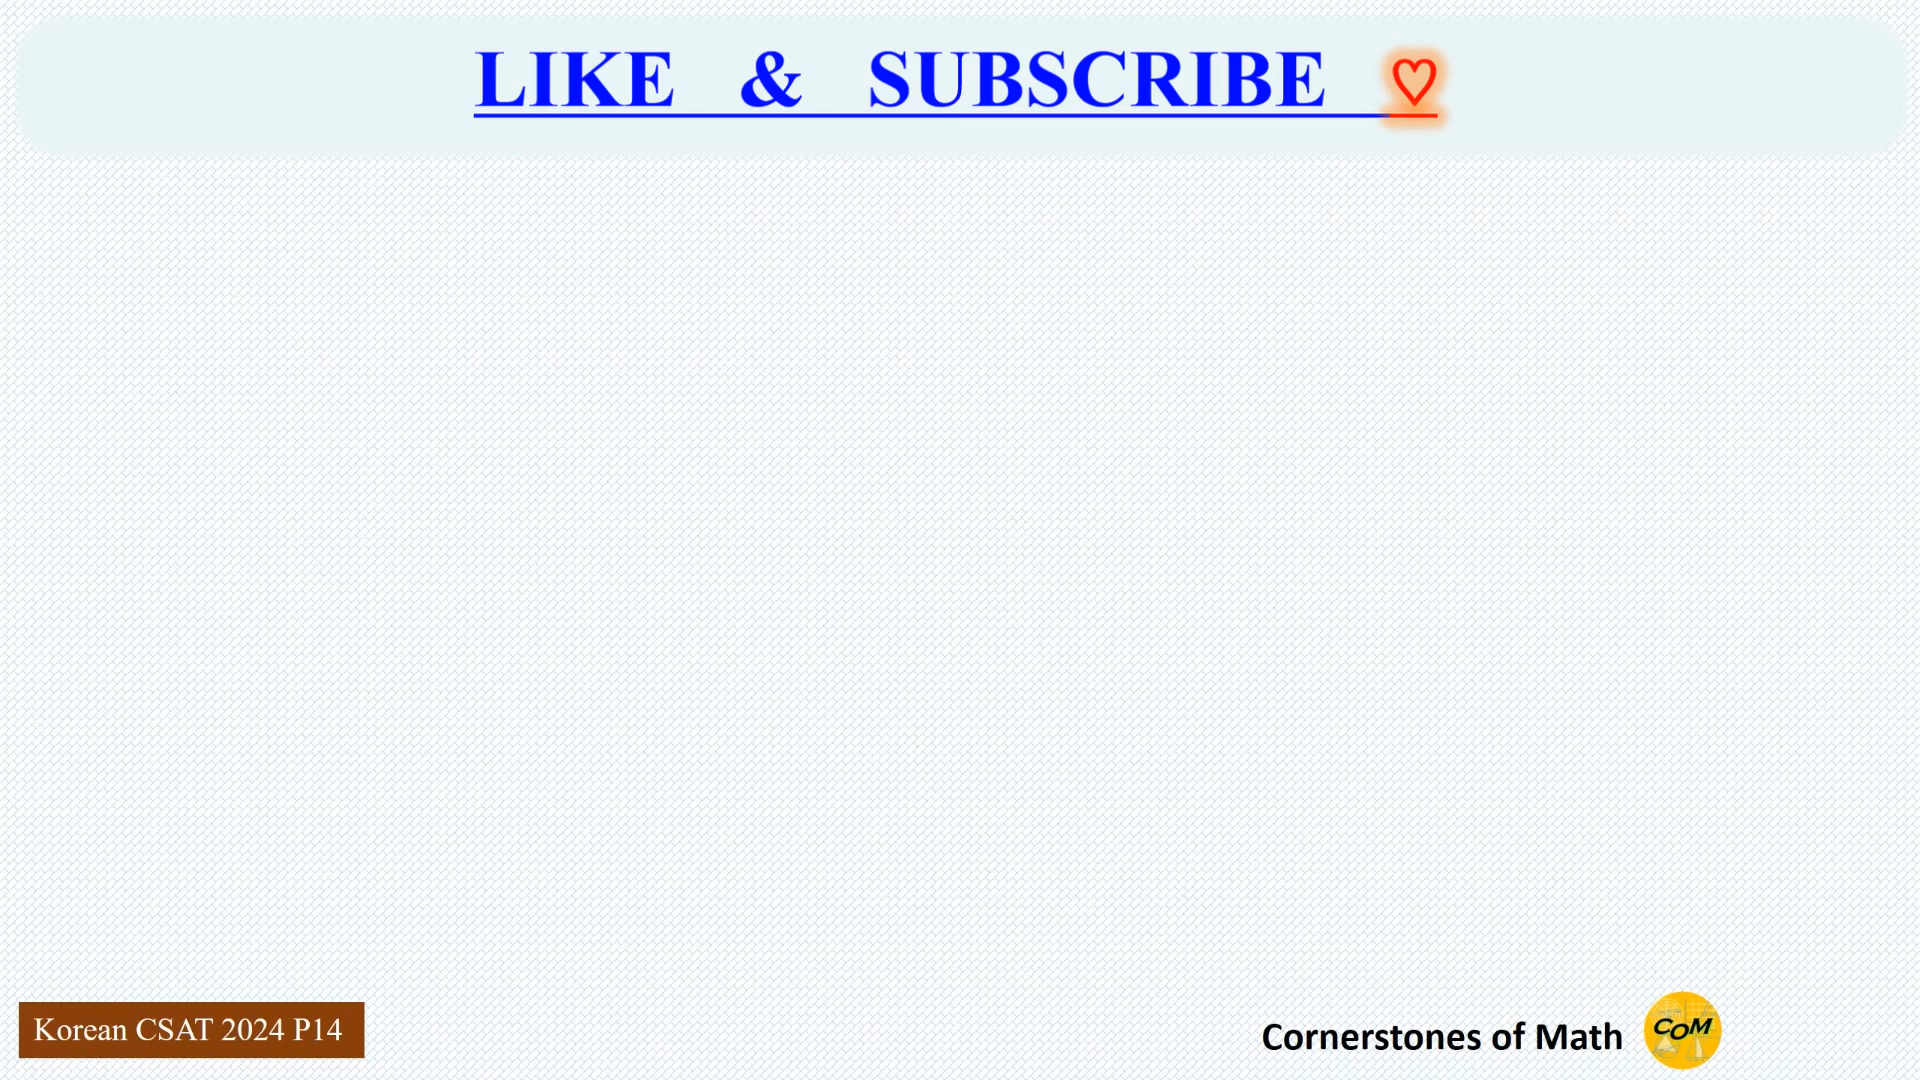 LIKE & SUBSCRIBE ♡
Korean CSAT 2024 P14
Cornerstones of Math
COM